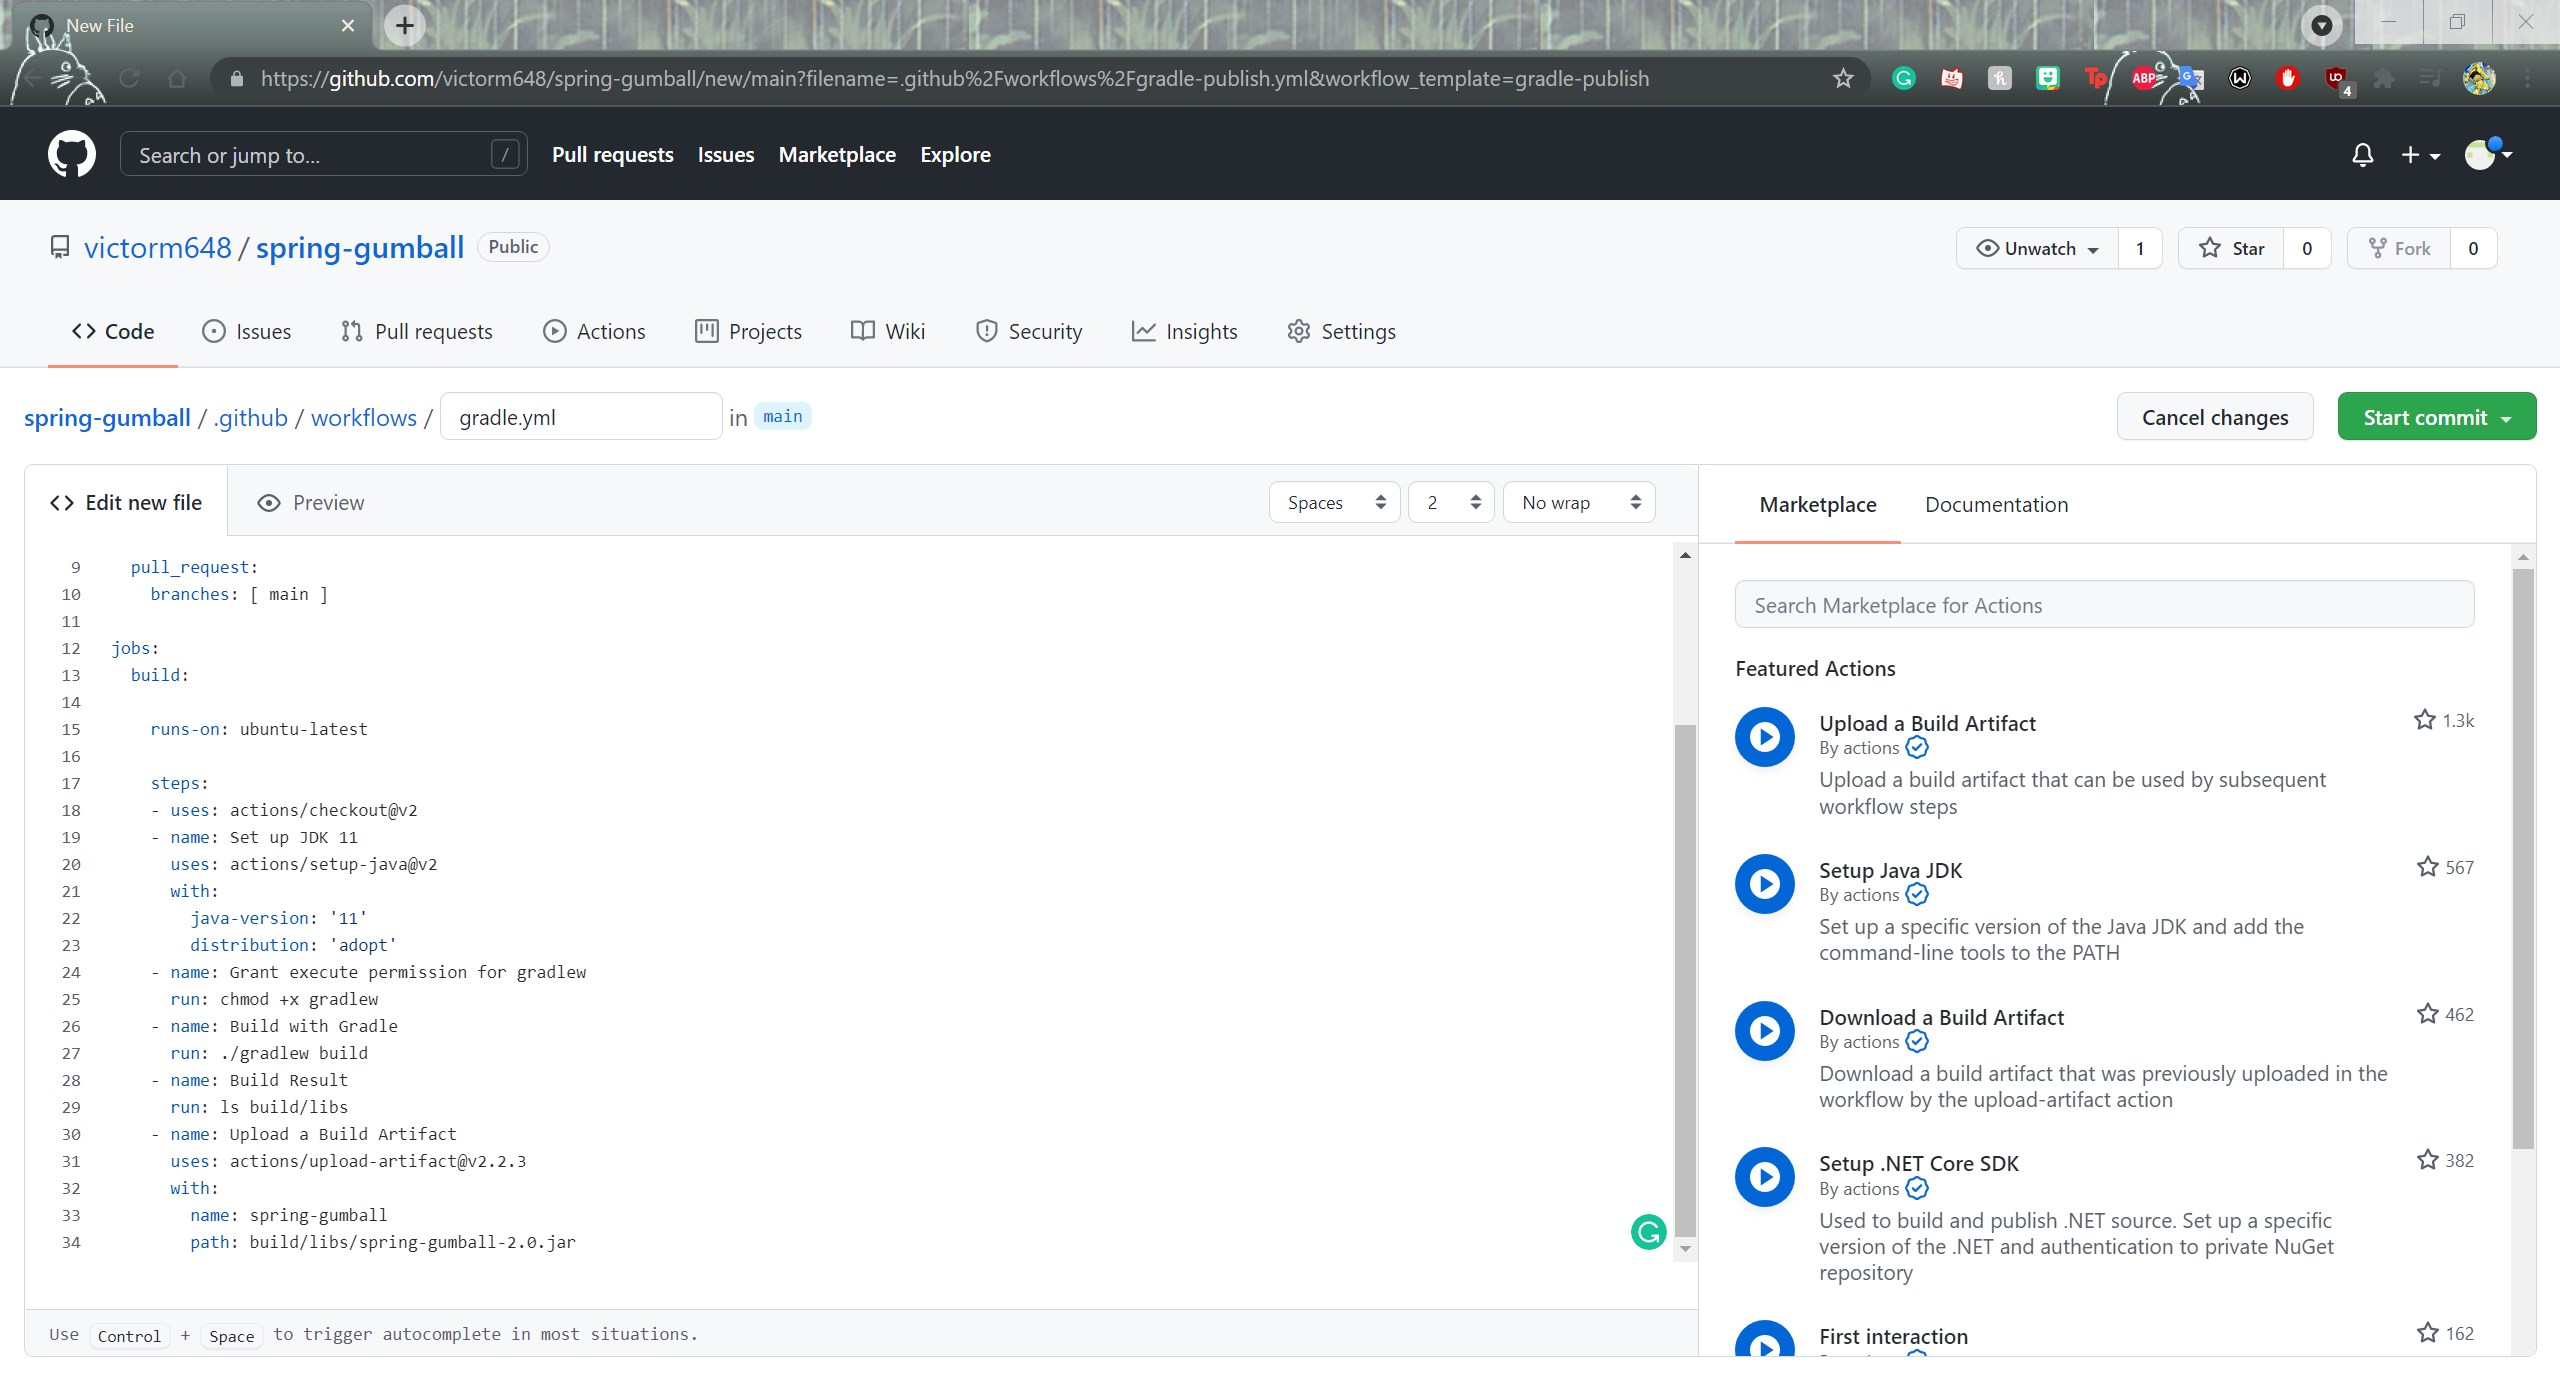 New File
https://github.com/victorm648/spring-gumball/new/main?filename=.github%2Fworkflows%2Fgradle-publish.yml&workflow_template=gradle-publish
Tp
ABP
4
Search or jump to...
/
Pull requests
Issues
Marketplace
Explore
victorm648 / spring-gumball
Public
Unwatch
1
Star
0
Fork
0
Code
Issues
Pull requests
Actions
Projects
Wiki
Security
Insights
Settings
spring-gumball / .github / workflows / gradle.yml in main
Cancel changes
Start commit
Edit new file
Preview
Spaces
2
No wrap
9 pull_request:
10 branches: [ main ]
11
12 jobs:
13 build:
14
15 runs-on: ubuntu-latest
16
17 steps:
18 - uses: actions/checkout@v2
19 - name: Set up JDK 11
20 uses: actions/setup-java@v2
21 with:
22 java-version: '11'
23 distribution: 'adopt'
24 - name: Grant execute permission for gradlew
25 run: chmod +x gradlew
26 - name: Build with Gradle
27 run: ./gradlew build
28 - name: Build Result
29 run: ls build/libs
30 - name: Upload a Build Artifact
31 uses: actions/upload-artifact@v2.2.3
32 with:
33 name: spring-gumball
34 path: build/libs/spring-gumball-2.0.jar
Use Control + Space to trigger autocomplete in most situations.
Marketplace
Documentation
Search Marketplace for Actions
Featured Actions
Upload a Build Artifact
1.3k
By actions
Upload a build artifact that can be used by subsequent
workflow steps
Setup Java JDK
567
By actions
Set up a specific version of the Java JDK and add the
command-line tools to the PATH
Download a Build Artifact
462
By actions
Download a build artifact that was previously uploaded in the
workflow by the upload-artifact action
Setup .NET Core SDK
382
By actions
Used to build and publish .NET source. Set up a specific
version of the .NET and authentication to private NuGet
repository
First interaction
162